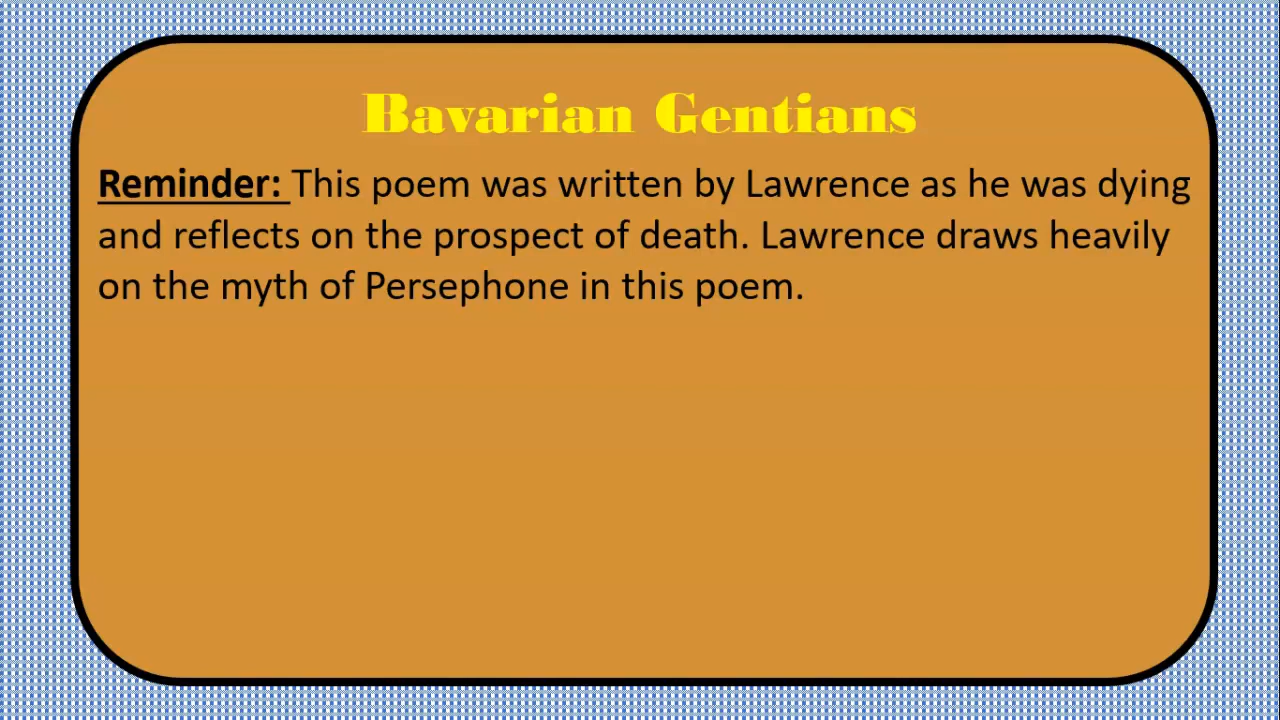 Bavarian Gentians
Reminder: This poem was written by Lawrence as he was dying
and reflects on the prospect of death. Lawrence draws heavily
on the myth of Persephone in this poem.